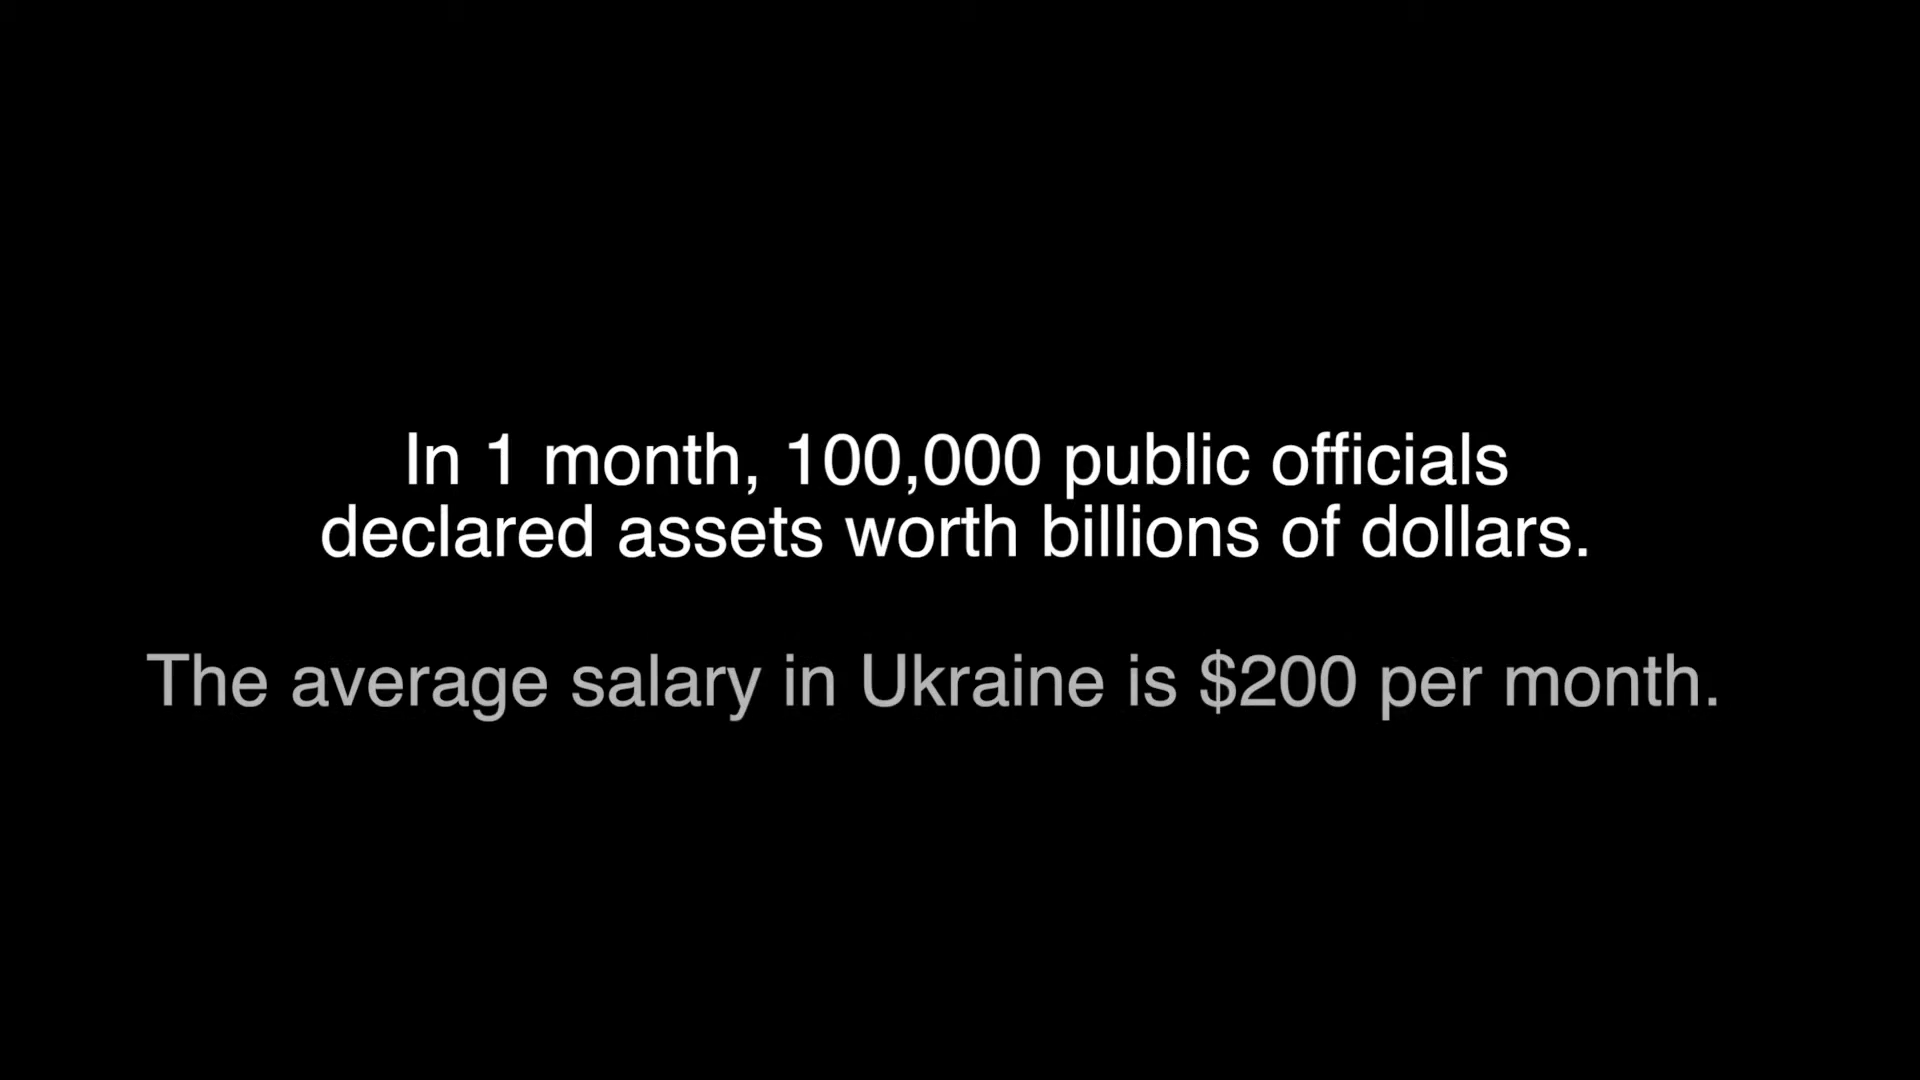 In 1 month, 100,000 public officials
declared assets worth billions of dollars.
The average salary in Ukraine is $200 per month.